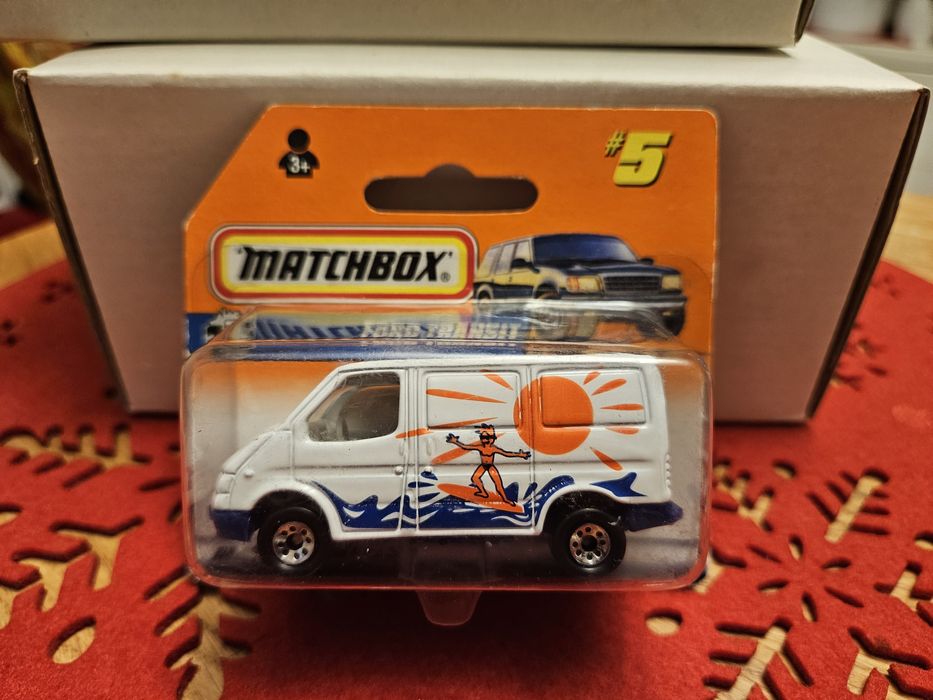 3+
#5
MATCHBOX®
FORD TRANSIT